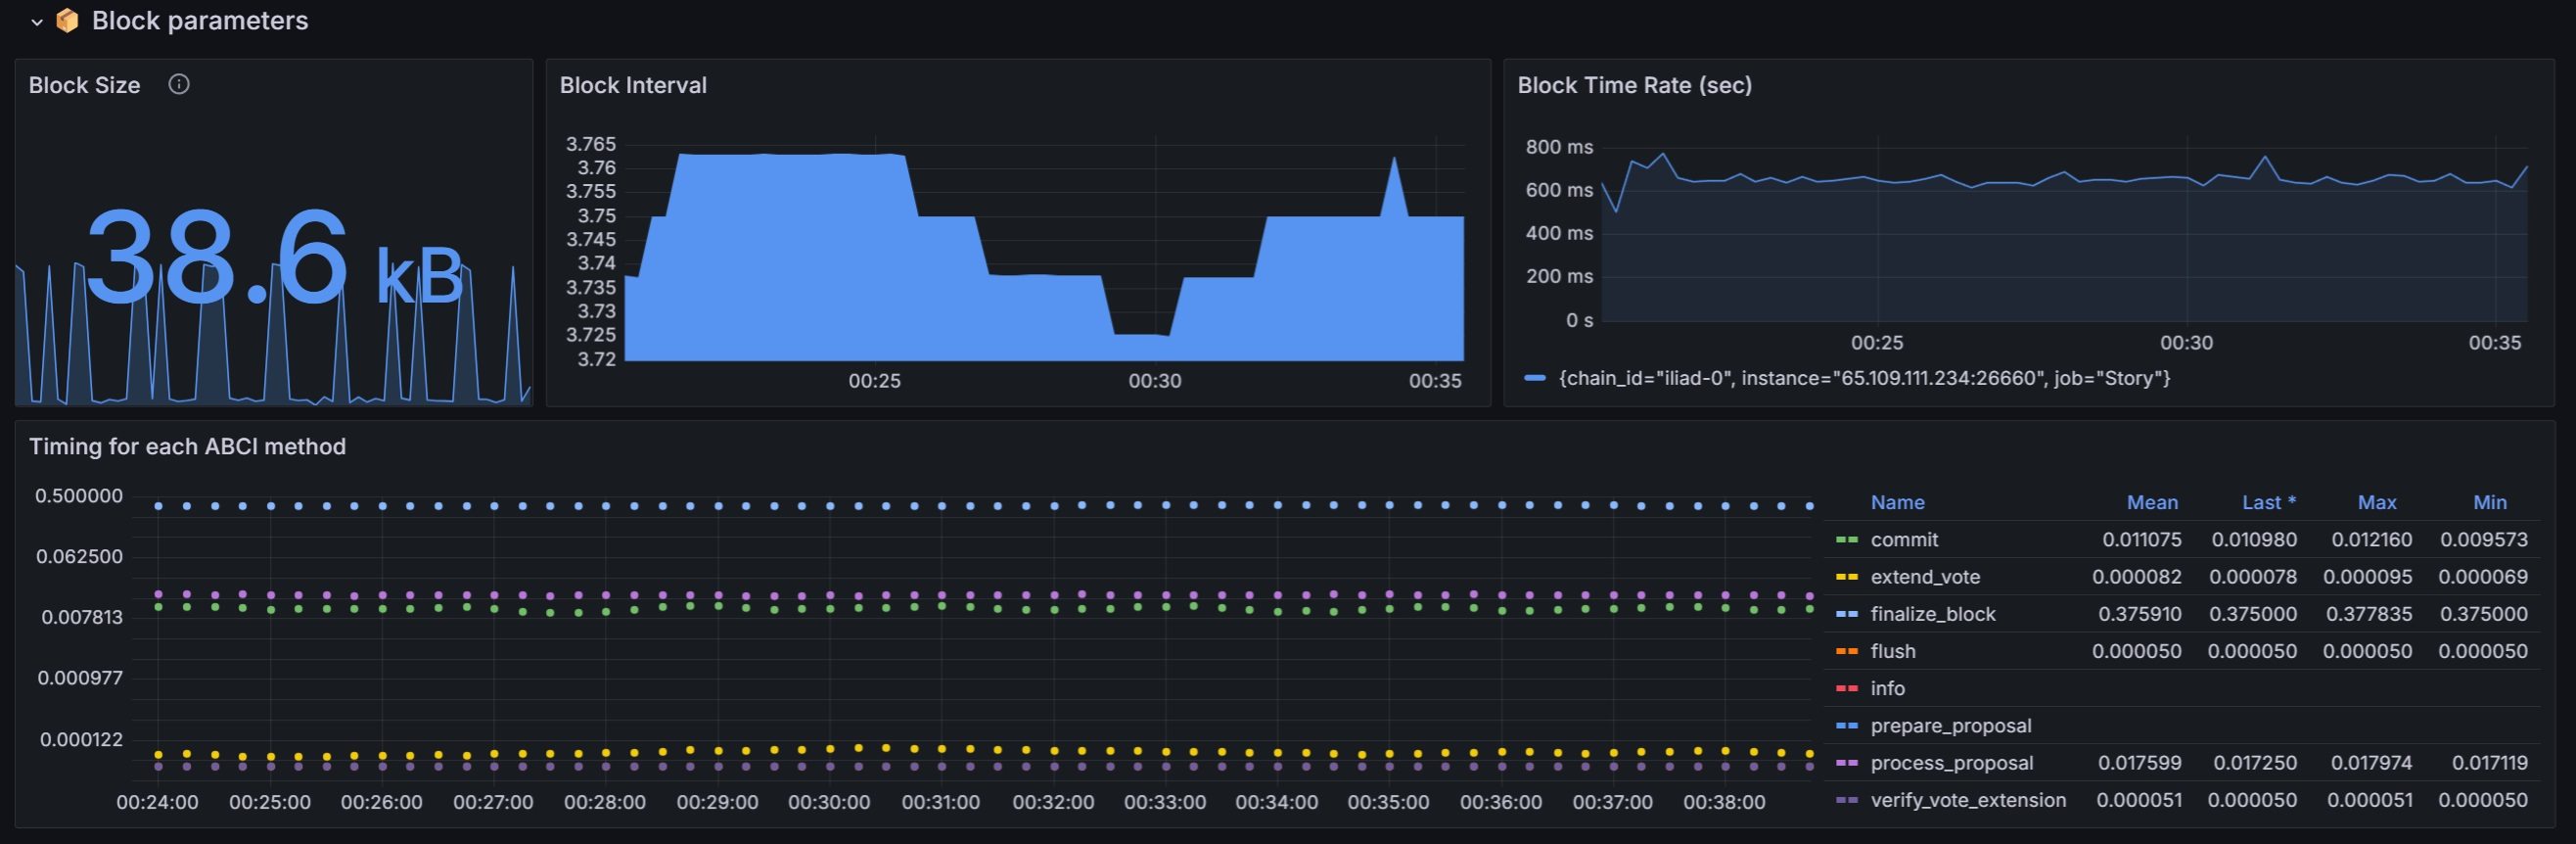 Block parameters
Block Size
38.6 kB
Block Interval
3.765
3.76
3.755
3.75
3.745
3.74
3.735
3.73
3.725
3.72
00:25 00:30 00:35
Block Time Rate (sec)
800 ms
600 ms
400 ms
200 ms
0 s
00:25 00:30 00:35
{chain_id="iliad-0", instance="65.109.111.234:26660", job="Story"}
Timing for each ABCI method
0.500000
0.062500
0.007813
0.000977
0.000122
00:24:00 00:25:00 00:26:00 00:27:00 00:28:00 00:29:00 00:30:00 00:31:00 00:32:00 00:33:00 00:34:00 00:35:00 00:36:00 00:37:00 00:38:00
Name Mean Last * Max Min
commit 0.011075 0.010980 0.012160 0.009573
extend_vote 0.000082 0.000078 0.000095 0.000069
finalize_block 0.375910 0.375000 0.377835 0.375000
flush 0.000050 0.000050 0.000050 0.000050
info
prepare_proposal
process_proposal 0.017599 0.017250 0.017974 0.017119
verify_vote_extension 0.000051 0.000050 0.000051 0.000050